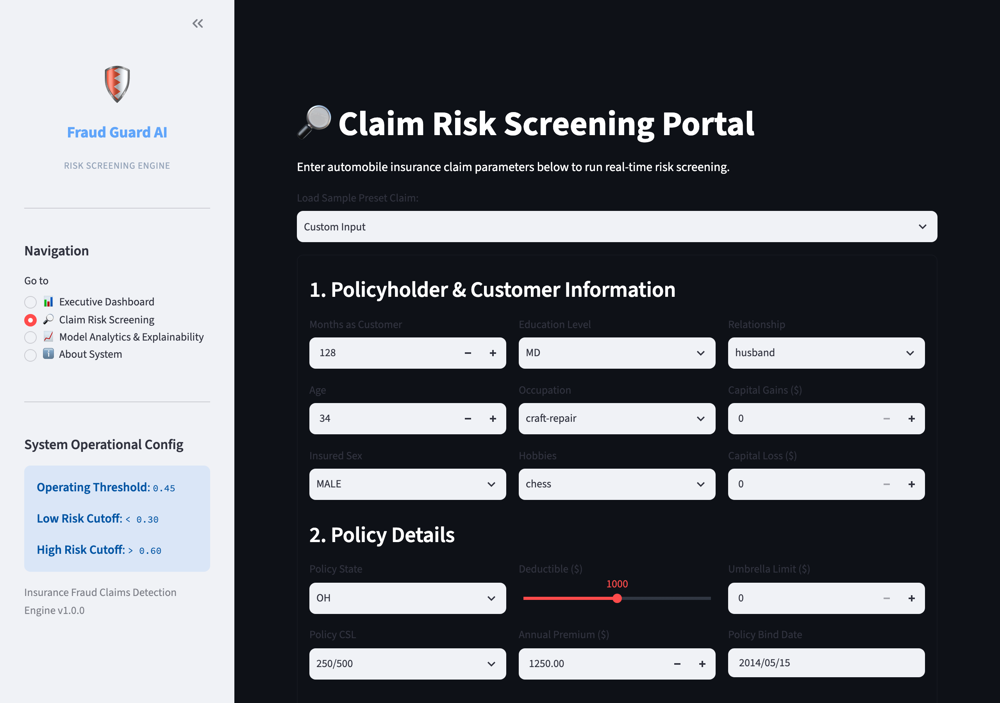 Fraud Guard AI
RISK SCREENING ENGINE
Navigation
Go to
Executive Dashboard
Claim Risk Screening
Model Analytics & Explainability
About System
System Operational Config
Operating Threshold: 0.45
Low Risk Cutoff: < 0.30
High Risk Cutoff: > 0.60
Insurance Fraud Claims Detection
Engine v1.0.0
Claim Risk Screening Portal
Enter automobile insurance claim parameters below to run real-time risk screening.
Load Sample Preset Claim:
Custom Input
1. Policyholder & Customer Information
Months as Customer Education Level Relationship
128 MD husband
Age Occupation Capital Gains ($)
34 craft-repair 0
Insured Sex Hobbies Capital Loss ($)
MALE chess 0
2. Policy Details
Policy State Deductible ($) Umbrella Limit ($)
1000
OH 0
Policy CSL Annual Premium ($) Policy Bind Date
250/500 1250.00 2014/05/15